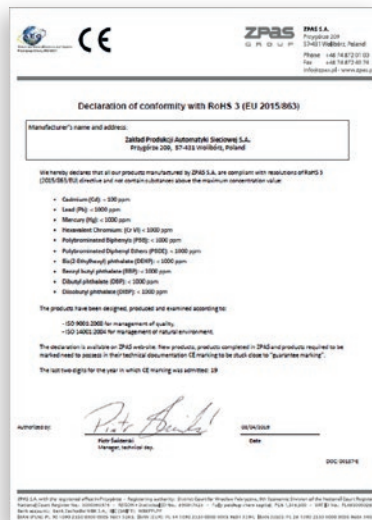 CE
ZPAS
GROUP
ZPAS S.A.
Przygórze 209
57-431 Wolibórz, Poland
Declaration of conformity with RoHS 3 (EU 2015/863)
Manufacturer's name and address:
Zakład Produkcji Automatyki Sieciowej S.A.
Przygórze 209, 57-431 Wolibórz, Poland
We hereby declares that all our products manufactured by ZPAS S.A. are compliant with resolutions of RoHS 3
(2015/863/EU) directive and not contain substances above the maximum concentration value:
• Cadmium (Cd): < 100 ppm
• Lead (Pb): < 1000 ppm
• Mercury (Hg): < 1000 ppm
• Hexavalent Chromium: (Cr VI) < 1000 ppm
• Polybrominated Biphenyls (PBB): < 1000 ppm
• Polybrominated Diphenyl Ethers (PBDE): < 1000 ppm
• Bis(2-Ethylhexyl) phthalate (DEHP): < 1000 ppm
• Benzyl butyl phthalate (BBP): < 1000 ppm
• Dibutyl phthalate (DBP): < 1000 ppm
• Diisobutyl phthalate (DIBP): < 1000 ppm
The products have been designed, produced and examined according to:
- ISO 9001:2000 for management of quality,
- ISO 14001:2004 for management of natural environment.
The declaration is available on ZPAS website. New products, products completed in ZPAS and products required to be
marked need to possess in their technical documentation CE marking to be stuck close to "guarantee marking".
The last two digits for the year in which CE marking was admitted: 19
Authorized by:
Piotr
Manager, technical dep.
Date